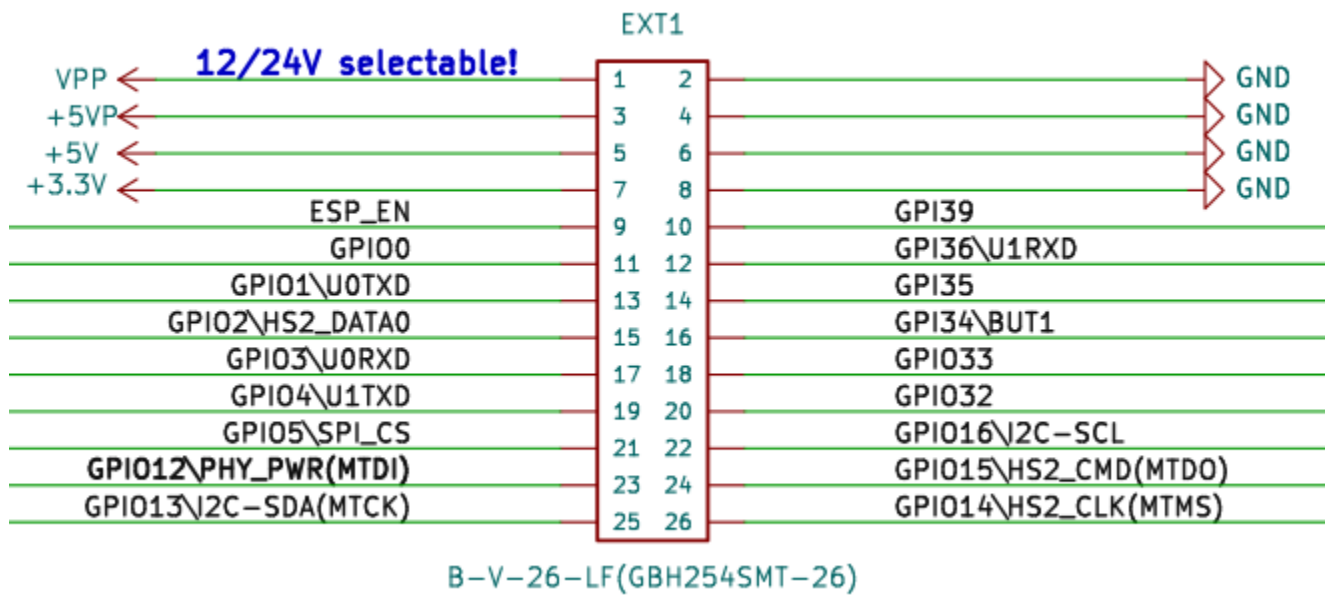 EXT1
12/24V selectable!
VPP 1 2 GND
+5VP 3 4 GND
+5V 5 6 GND
+3.3V 7 8 GND
ESP_EN 9 10 GPI39
GPIO0 11 12 GPI36\U1RXD
GPIO1\U0TXD 13 14 GPI35
GPIO2\HS2_DATA0 15 16 GPI34\BUT1
GPIO3\U0RXD 17 18 GPIO33
GPIO4\U1TXD 19 20 GPIO32
GPIO5\SPI_CS 21 22 GPIO16\I2C-SCL
GPIO12\PHY_PWR(MTDI) 23 24 GPIO15\HS2_CMD(MTDO)
GPIO13\I2C-SDA(MTCK) 25 26 GPIO14\HS2_CLK(MTMS)
B-V-26-LF(GBH254SMT-26)